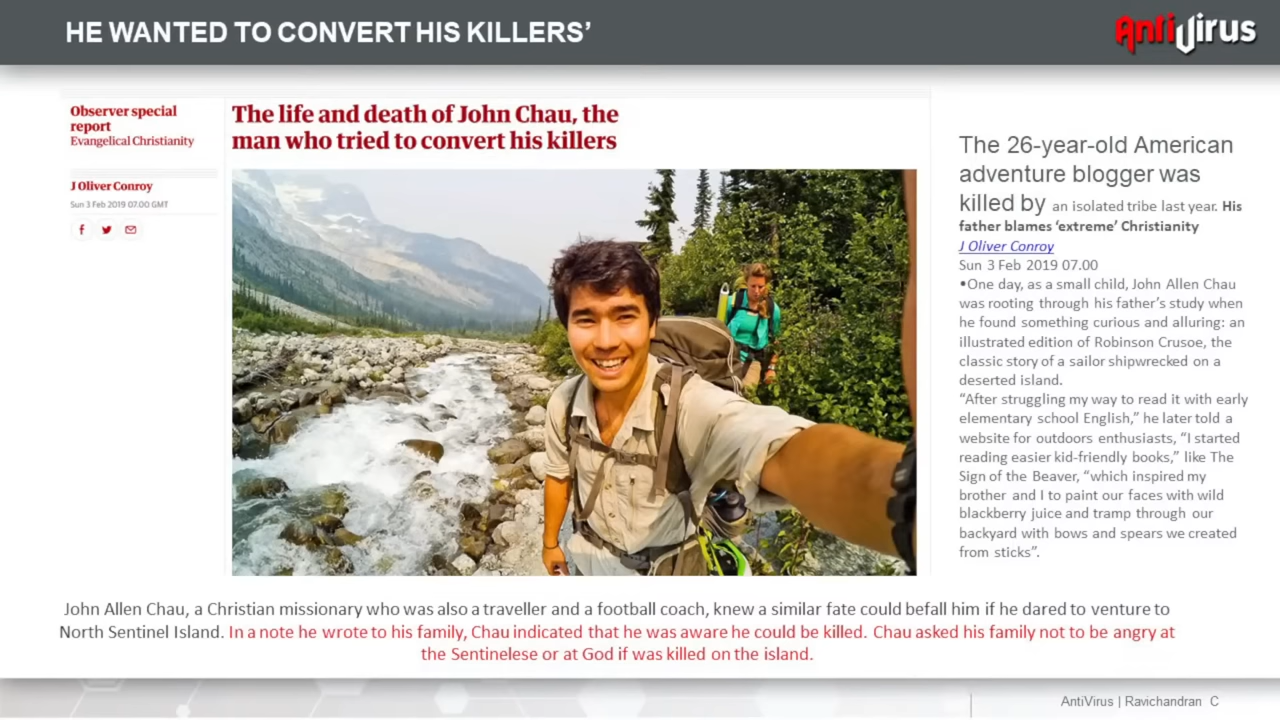 HE WANTED TO CONVERT HIS KILLERS’
AntiVirus
Observer special
report
Evangelical Christianity
J Oliver Conroy
Sun 3 Feb 2019 07.00 GMT
The life and death of John Chau, the
man who tried to convert his killers
The 26-year-old American
adventure blogger was
killed by an isolated tribe last year. His
father blames ‘extreme’ Christianity
J Oliver Conroy
Sun 3 Feb 2019 07.00
•One day, as a small child, John Allen Chau
was rooting through his father’s study when
he found something curious and alluring: an
illustrated edition of Robinson Crusoe, the
classic story of a sailor shipwrecked on a
deserted island.
“After struggling my way to read it with early
elementary school English,” he later told a
website for outdoors enthusiasts, “I started
reading easier kid-friendly books,” like The
Sign of the Beaver, “which inspired my
brother and I to paint our faces with wild
blackberry juice and tramp through our
backyard with bows and spears we created
from sticks”.
John Allen Chau, a Christian missionary who was also a traveller and a football coach, knew a similar fate could befall him if he dared to venture to
North Sentinel Island. In a note he wrote to his family, Chau indicated that he was aware he could be killed. Chau asked his family not to be angry at
the Sentinelese or at God if was killed on the island.
AntiVirus | Ravichandran C